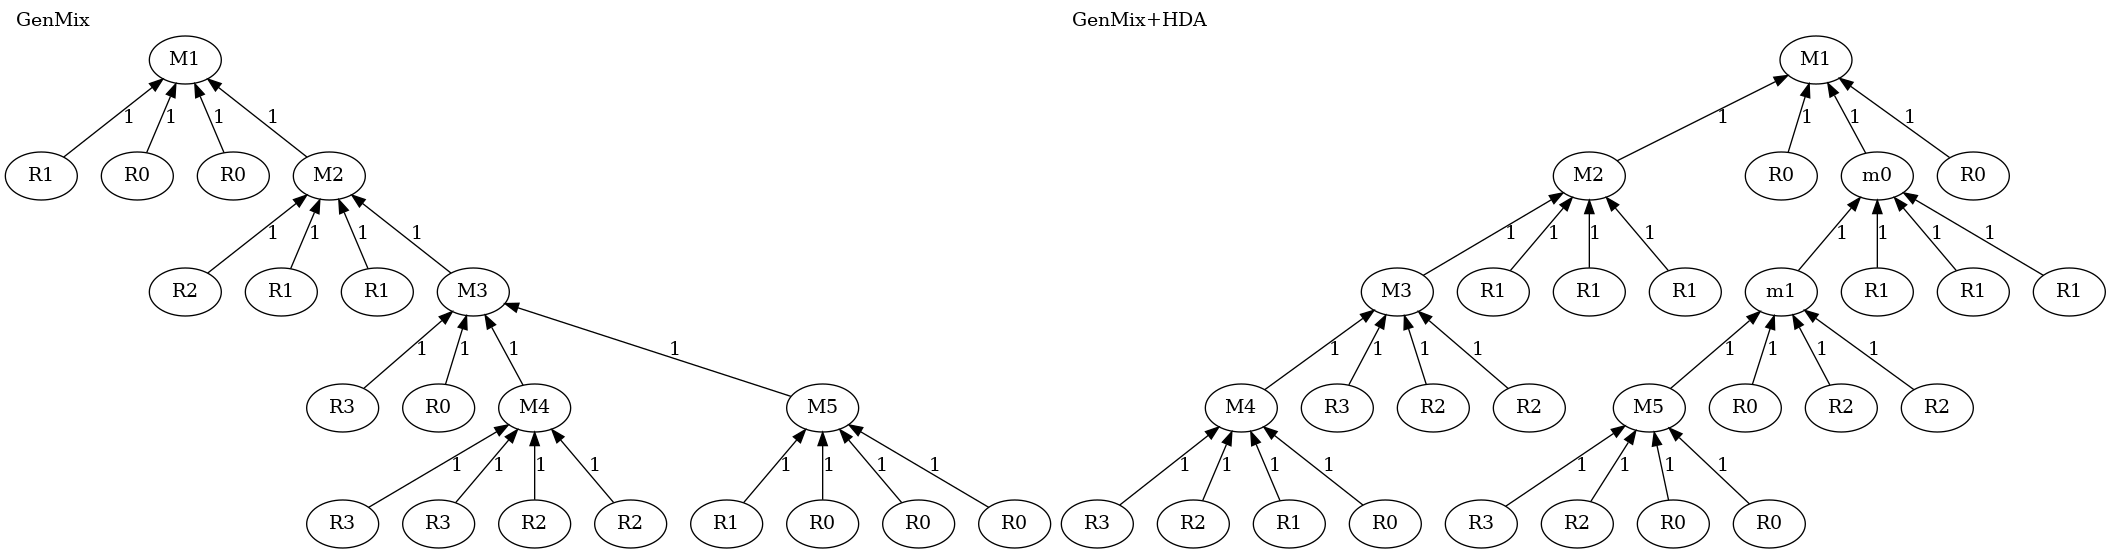 GenMix GenMix+HDA
M1 M1
1 1 1 1 1 1 1 1
R1 R0 R0 M2 M2 R0 m0 R0
1 1 1 1 1 1 1 1 1 1 1 1
R2 R1 R1 M3 M3 R1 R1 R1 m1 R1 R1 R1
1 1 1 1 1 1 1 1 1 1 1 1
R3 R0 M4 M5 M4 R3 R2 R2 M5 R0 R2 R2
1 1 1 1 1 1 1 1 1 1 1 1 1 1 1 1
R3 R3 R2 R2 R1 R0 R0 R0 R3 R2 R1 R0 R3 R2 R0 R0